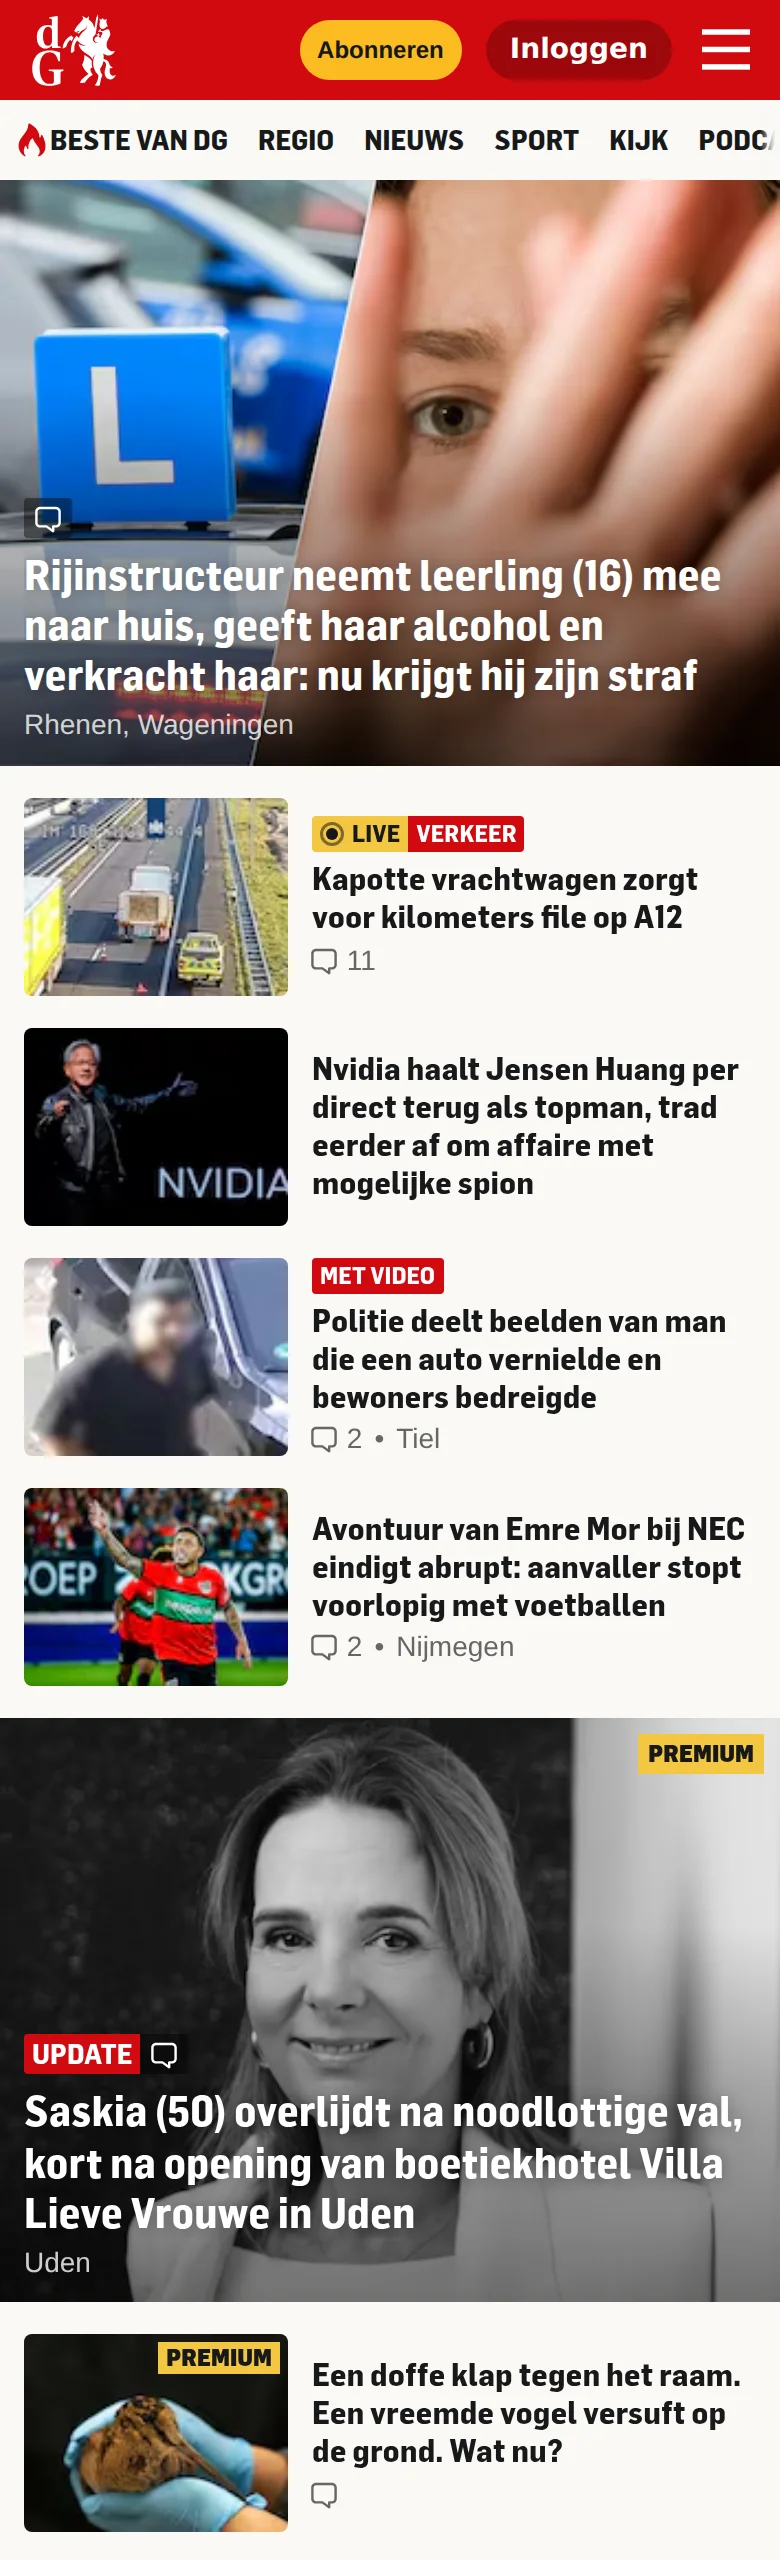 dG
Abonneren
Inloggen
BESTE VAN DG REGIO NIEUWS SPORT KIJK PODCA
L
Rijinstructeur neemt leerling (16) mee
naar huis, geeft haar alcohol en
verkracht haar: nu krijgt hij zijn straf
Rhenen, Wageningen
LIVE VERKEER
Kapotte vrachtwagen zorgt
voor kilometers file op A12
11
NVIDIA
Nvidia haalt Jensen Huang per
direct terug als topman, trad
eerder af om affaire met
mogelijke spion
MET VIDEO
Politie deelt beelden van man
die een auto vernielde en
bewoners bedreigde
2 • Tiel
ROEP
KGR
Avontuur van Emre Mor bij NEC
eindigt abrupt: aanvaller stopt
voorlopig met voetballen
2 • Nijmegen
PREMIUM
UPDATE
Saskia (50) overlijdt na noodlottige val,
kort na opening van boetiekhotel Villa
Lieve Vrouwe in Uden
Uden
PREMIUM
Een doffe klap tegen het raam.
Een vreemde vogel versuft op
de grond. Wat nu?